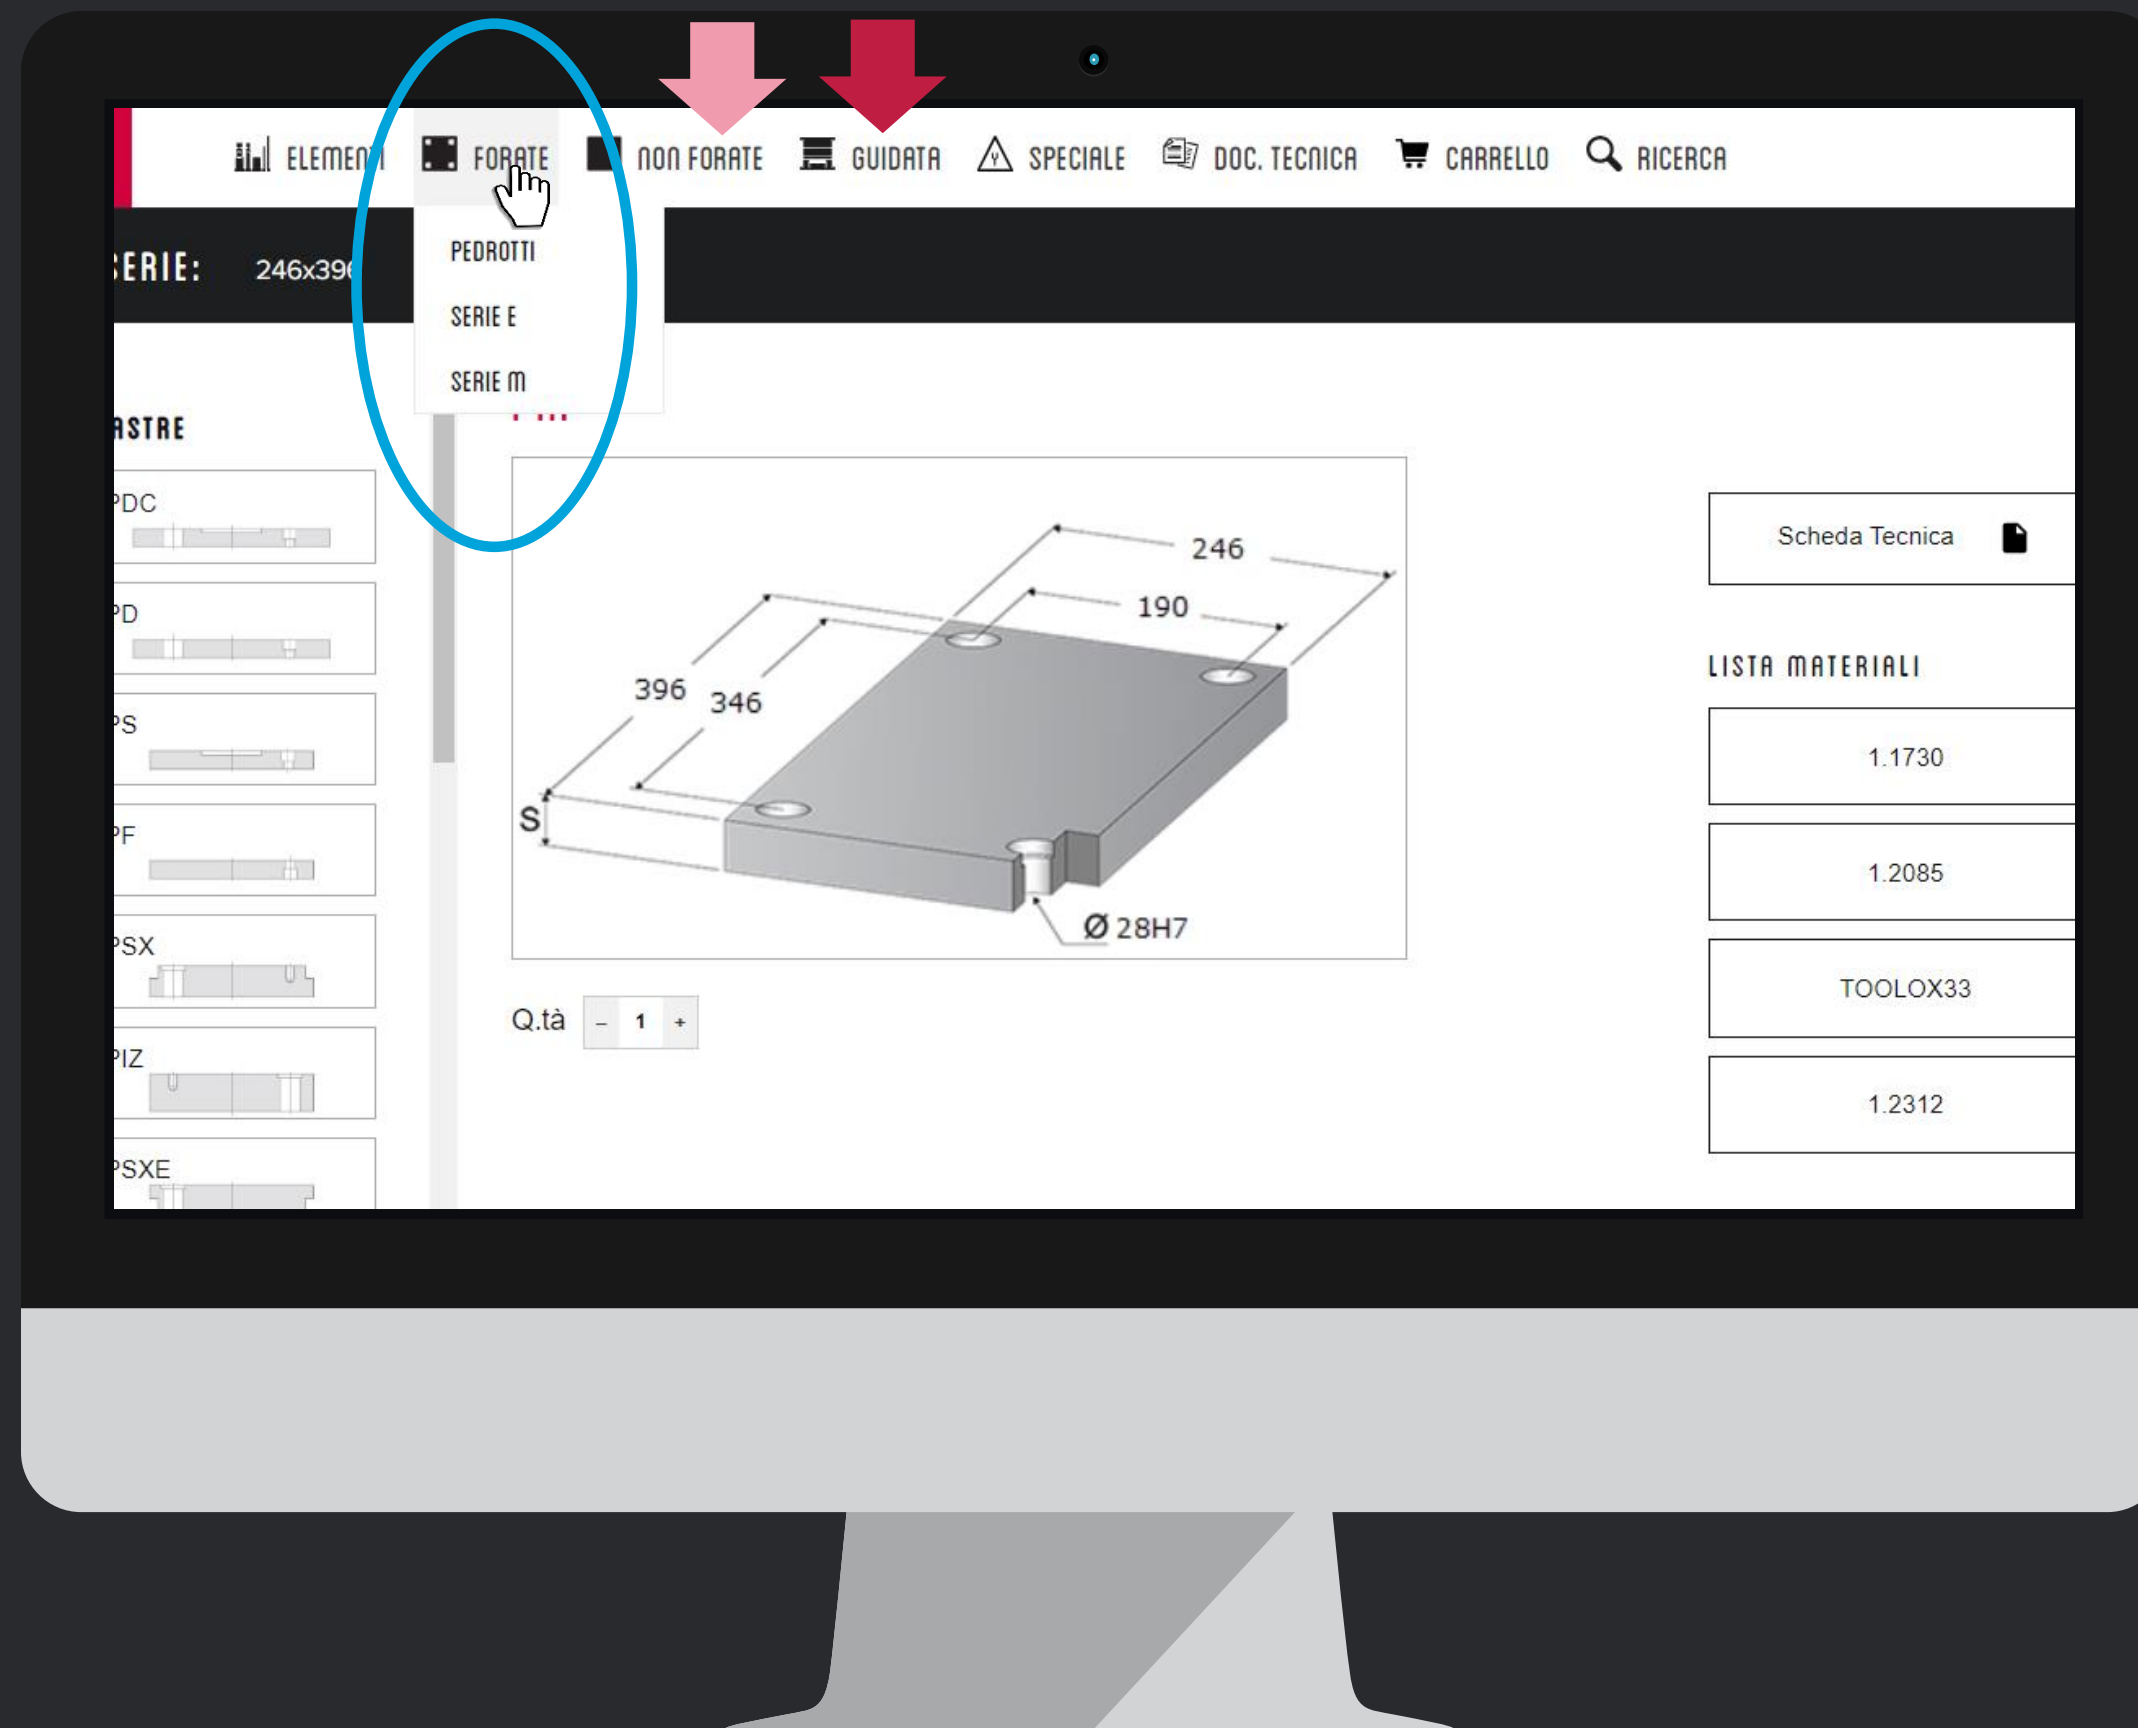 ELEMENTI FORATE NON FORATE GUIDATA SPECIALE DOC. TECNICA CARRELLO RICERCA
SERIE: 246x396
PEDROTTI
SERIE E
SERIE M
ASTRE
PDC
PD
PS
PF
PSX
PIZ
PSXE
246
190
396
346
S
Ø 28H7
Q.tà - 1 +
Scheda Tecnica
LISTA MATERIALI
1.1730
1.2085
TOOLOX33
1.2312